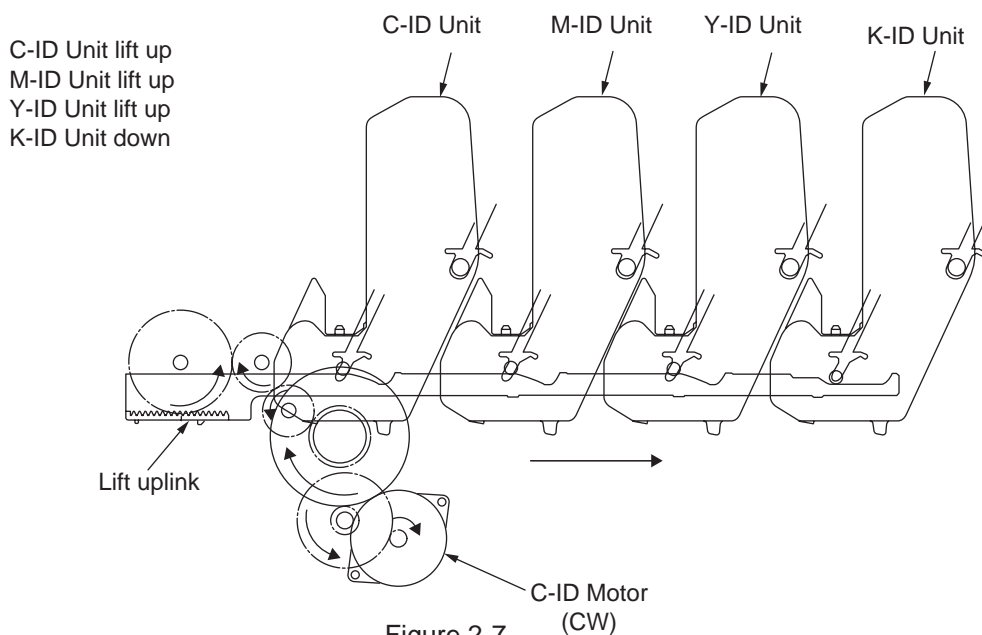 C-ID Unit lift up
M-ID Unit lift up
Y-ID Unit lift up
K-ID Unit down
C-ID Unit
M-ID Unit
Y-ID Unit
K-ID Unit
Lift uplink
C-ID Motor
(CW)
Figure 2-7